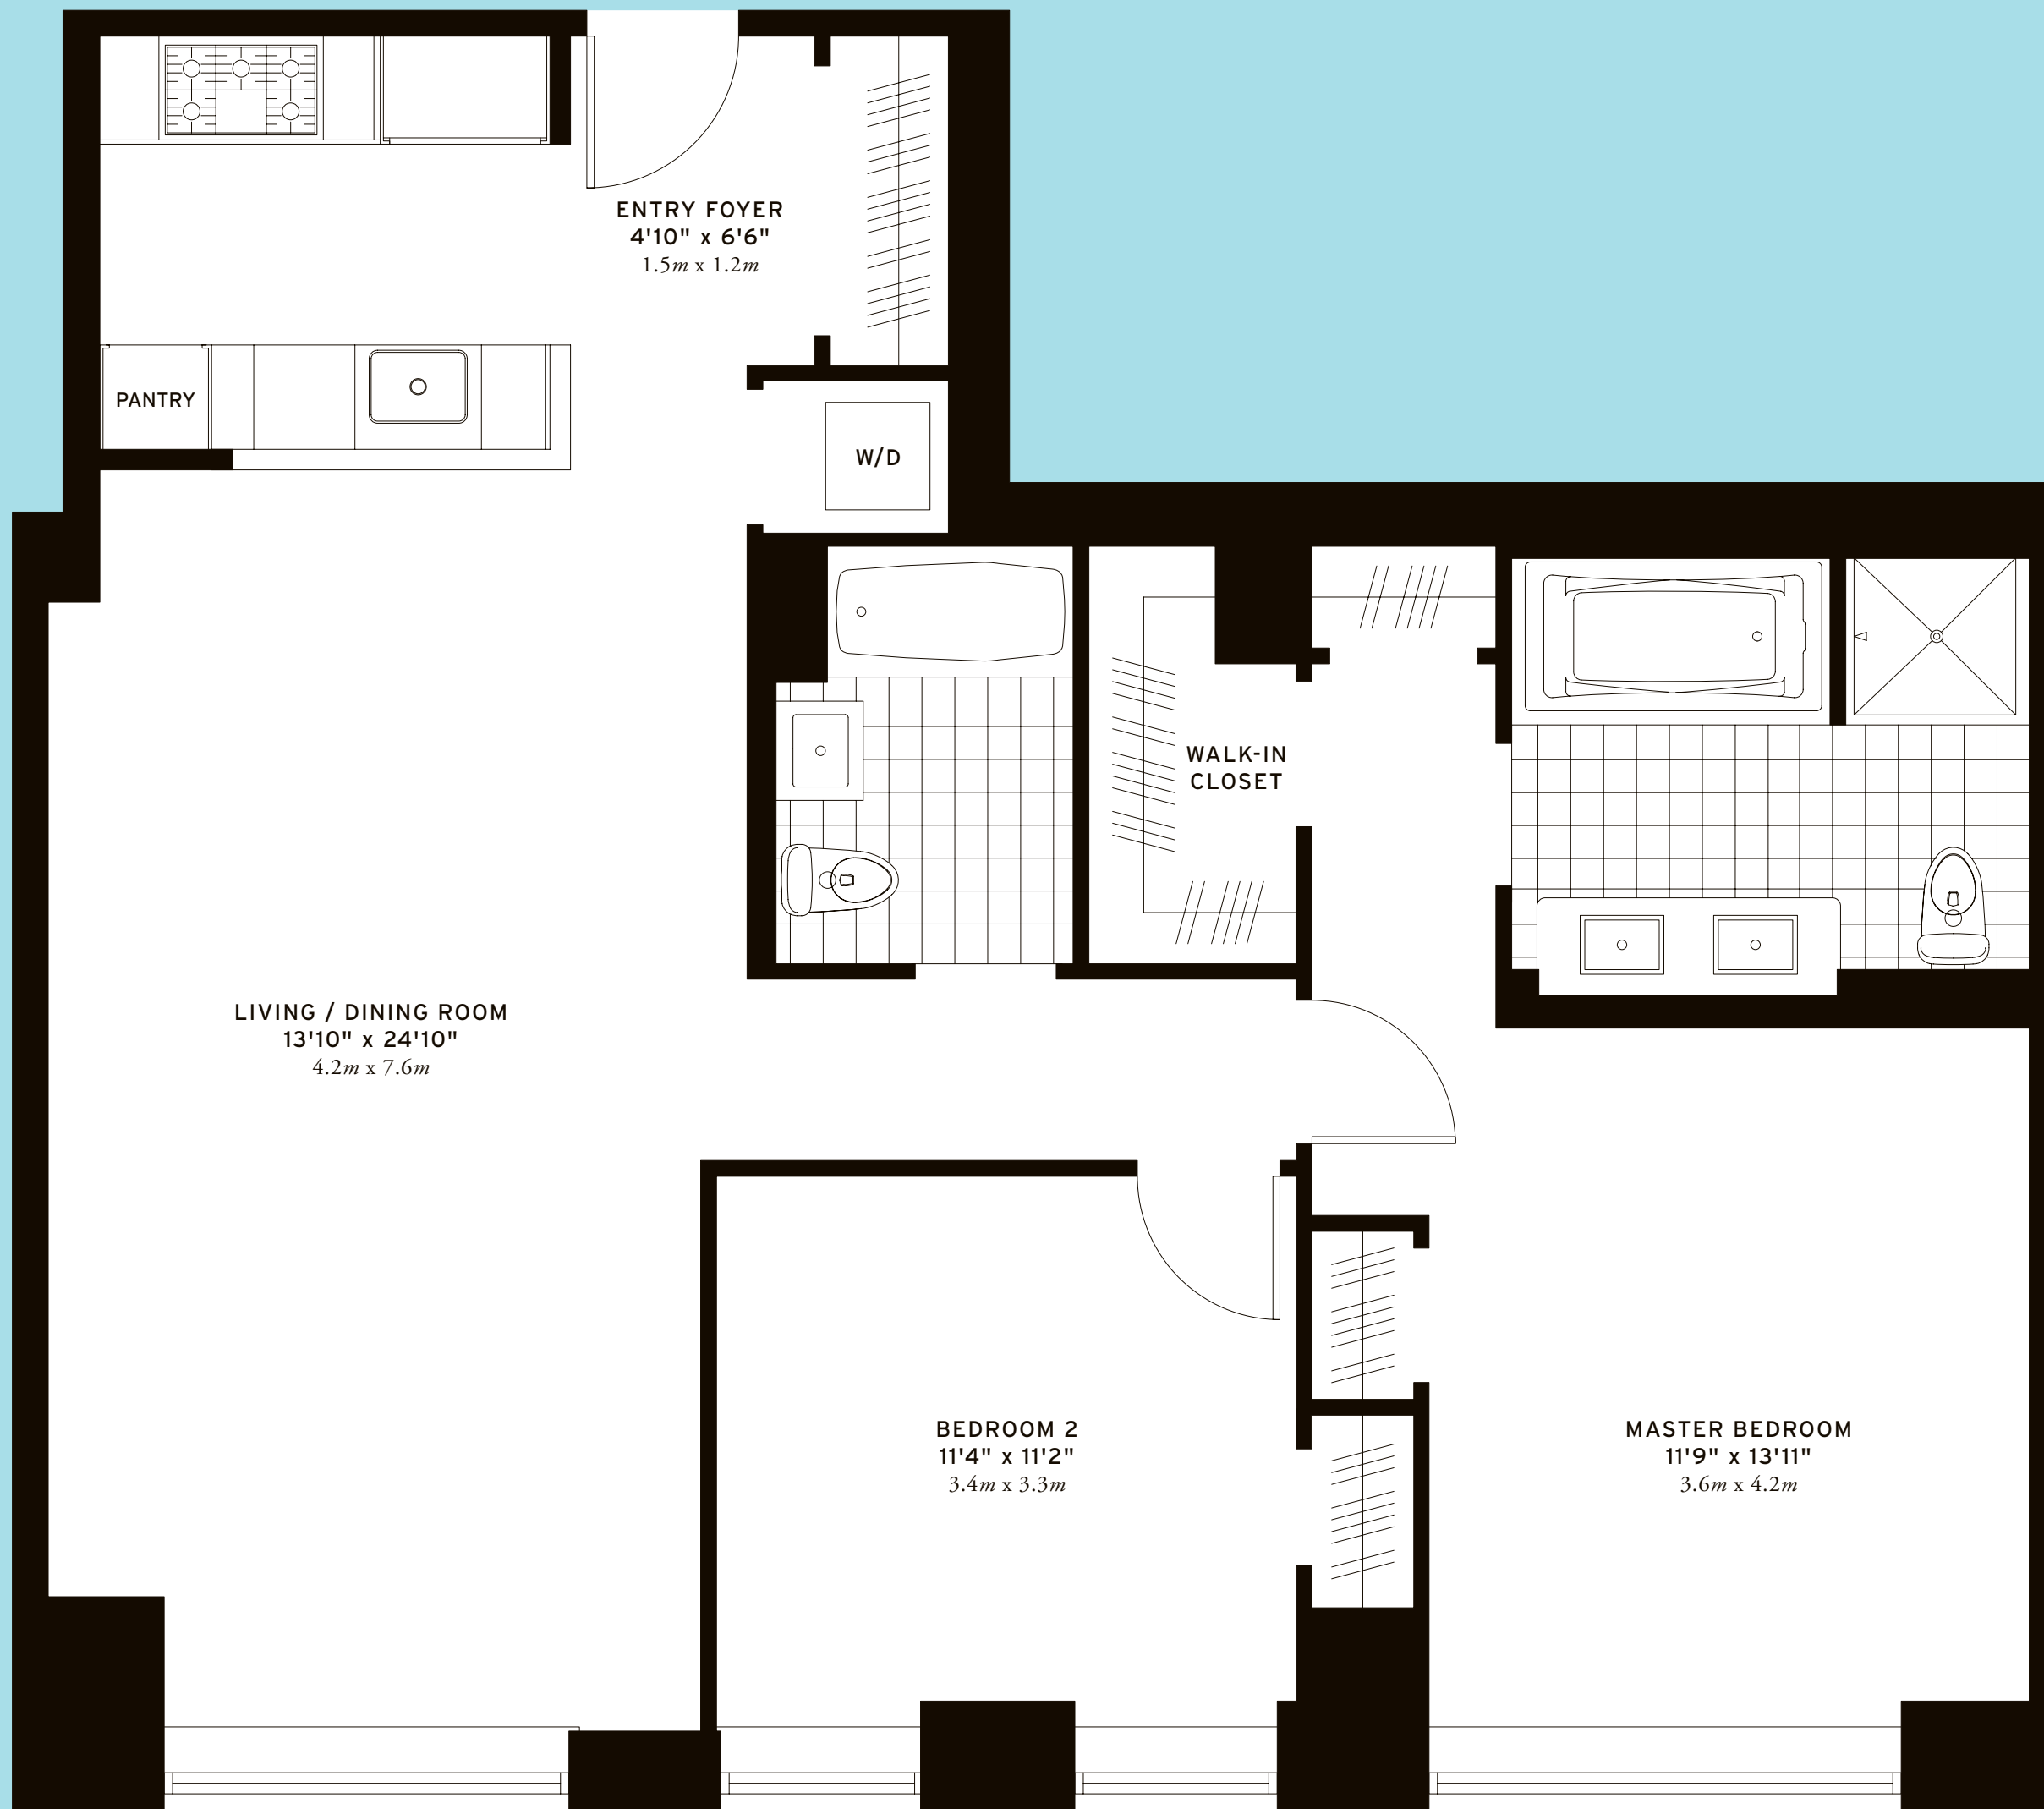 ENTRY FOYER
4'10" x 6'6"
1.5m x 1.2m
PANTRY
W/D
WALK-IN
CLOSET
LIVING / DINING ROOM
13'10" x 24'10"
4.2m x 7.6m
BEDROOM 2
11'4" x 11'2"
3.4m x 3.3m
MASTER BEDROOM
11'9" x 13'11"
3.6m x 4.2m